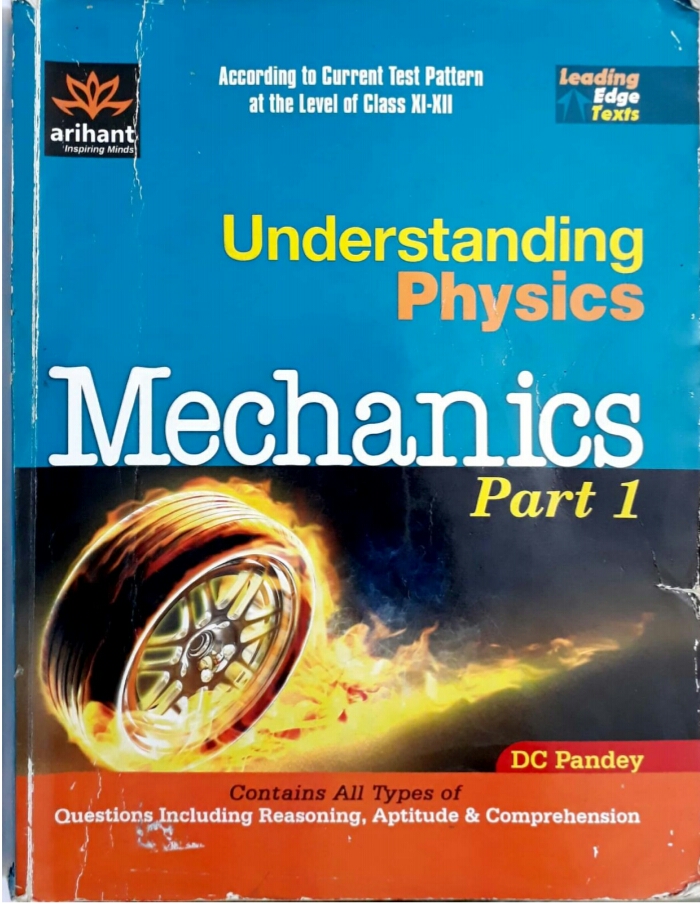 According to Current Test Pattern
at the Level of Class XI-XII
arihant
Inspiring Minds
Leading
Edge
Texts
Understanding
Physics
Mechanics
Part 1
DC Pandey
Contains All Types of
Questions Including Reasoning, Aptitude & Comprehension